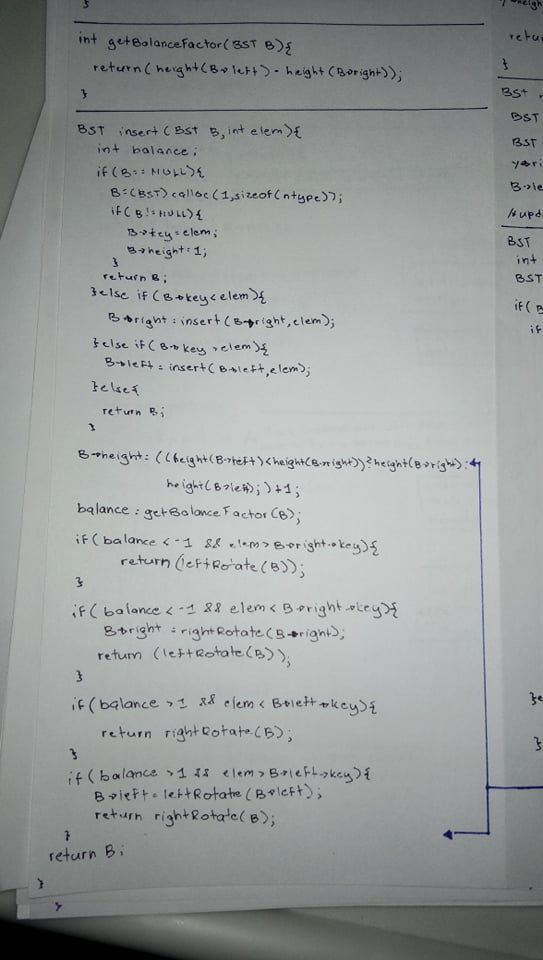 }
int getBalanceFactor(BST B){
return(height(B→left) - height(B→right));
}
BST insert(BST B, int elem){
int balance;
if(B == NULL){
B=(BST)calloc(1,sizeof(ntype));
if(B != NULL){
B→key = elem;
B→height = 1;
}
return B;
}else if(B→key < elem){
B→right = insert(B→right, elem);
}else if(B→key > elem){
B→left = insert(B→left, elem);
}else{
return B;
}
B→height = ((height(B→left) < height(B→right)) ? height(B→right) :
height(B→left);) + 1;
balance = getBalanceFactor(B);
if(balance < -1 && elem > B→right→key){
return (leftRotate(B));
}
if(balance < -1 && elem < B→right→key){
B→right = rightRotate(B→right);
return (leftRotate(B));
}
if(balance > 1 && elem < B→left→key){
return rightRotate(B);
}
if(balance > 1 && elem > B→left→key){
B→left = leftRotate(B→left);
return rightRotate(B);
}
return B;
}
}
}
BST
BST
BST
B→le
BST
int
BST
if(B
if
}e
}